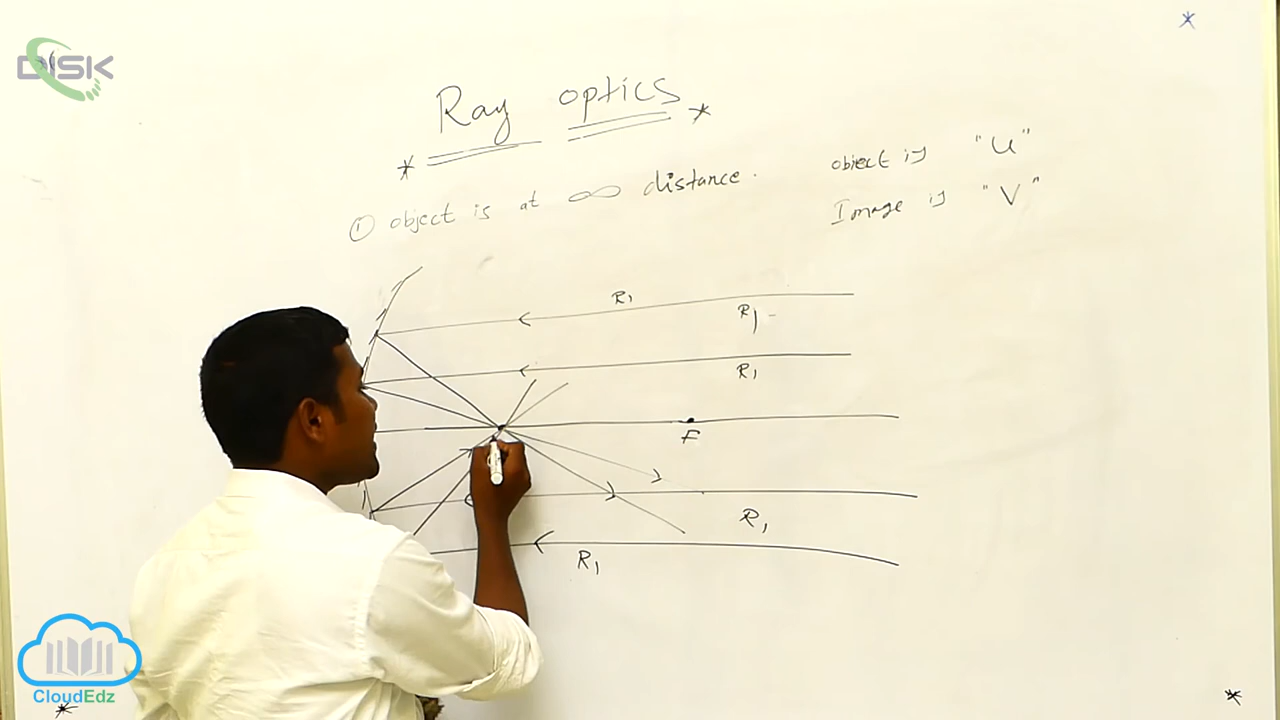 DISK
Ray optics
① object is at ∞ distance.
object is "u"
Image is "V"
R1
R1
R1
F
R1
R1
CloudEdz